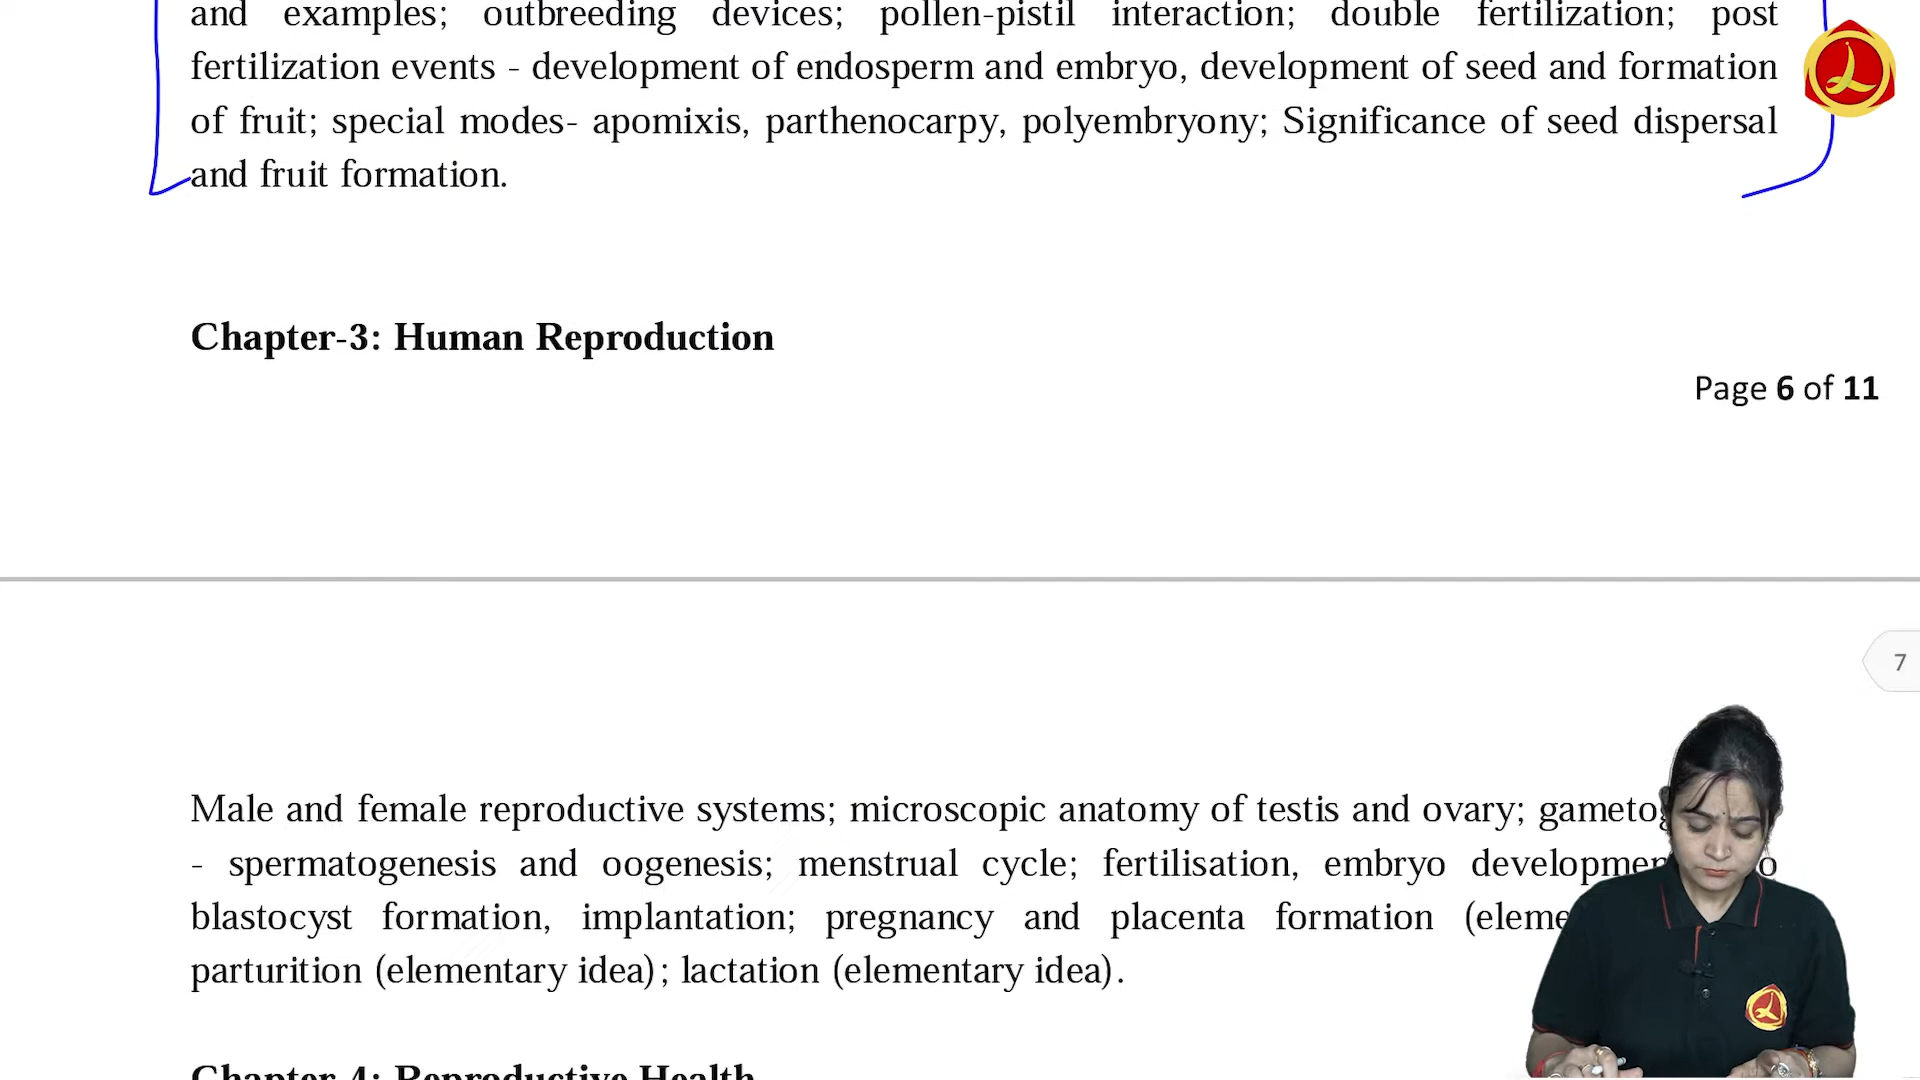 and examples; outbreeding devices; pollen-pistil interaction; double fertilization; post
fertilization events - development of endosperm and embryo, development of seed and formation
of fruit; special modes- apomixis, parthenocarpy, polyembryony; Significance of seed dispersal
and fruit formation.
Chapter-3: Human Reproduction
Page 6 of 11
7
Male and female reproductive systems; microscopic anatomy of testis and ovary;
- spermatogenesis and oogenesis; menstrual cycle; fertilisation, embryo
blastocyst formation, implantation; pregnancy and placenta formation
parturition (elementary idea); lactation (elementary idea).
Chapter 4: Reproductive Health